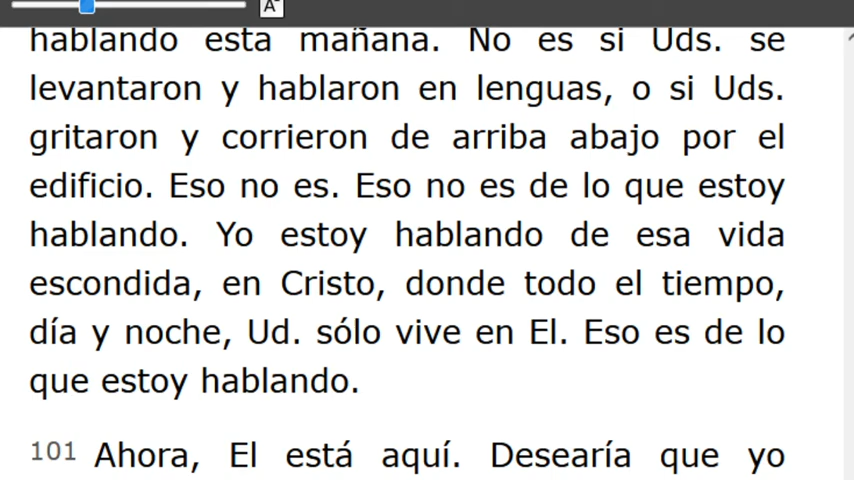 A
hablando esta mañana. No es si Uds. se
levantaron y hablaron en lenguas, o si Uds.
gritaron y corrieron de arriba abajo por el
edificio. Eso no es. Eso no es de lo que estoy
hablando. Yo estoy hablando de esa vida
escondida, en Cristo, donde todo el tiempo,
día y noche, Ud. sólo vive en El. Eso es de lo
que estoy hablando.
101 Ahora, El está aquí. Desearía que yo